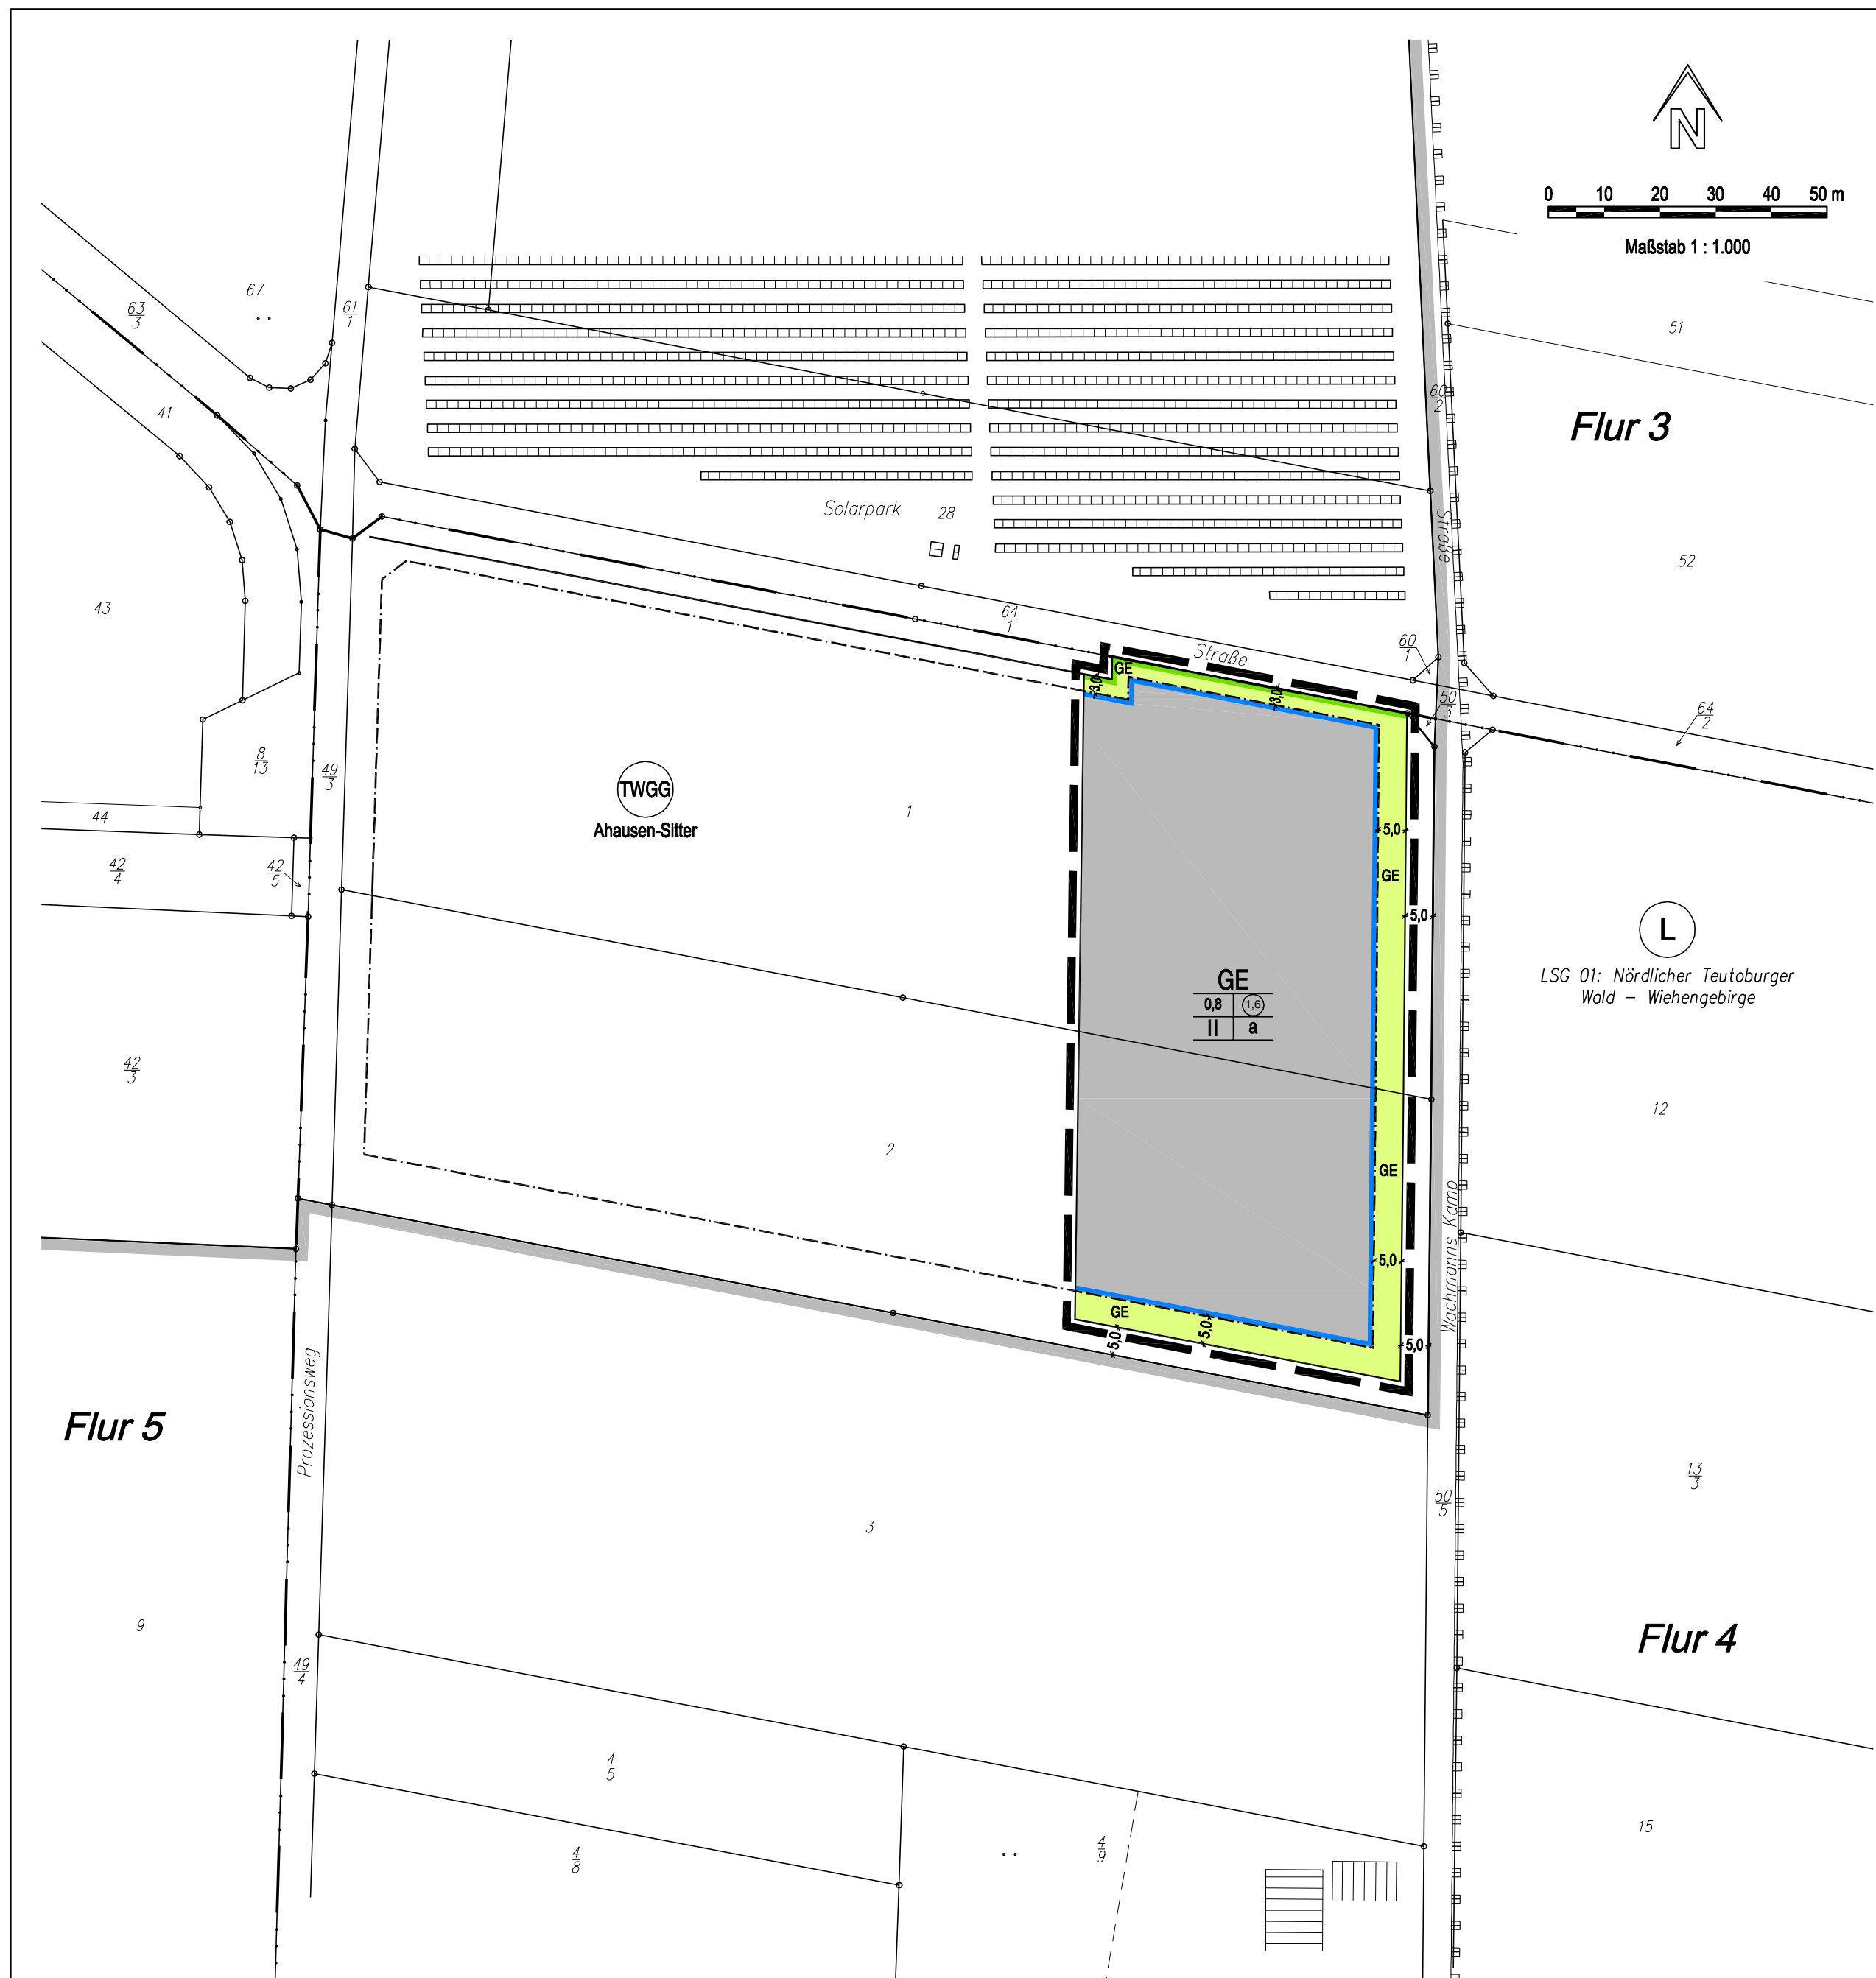 N
0 10 20 30 40 50 m
Maßstab 1 : 1.000
67
63
3
61
1
51
41
60
2
Flur 3
Solarpark
28
Straße
52
43
64
1
Straße
60
1
GE
3,0
3,0
50
3
64
2
8
13
49
3
TWGG
Ahausen-Sitter
1
5,0
44
42
4
42
5
GE
5,0
L
LSG 01: Nördlicher Teutoburger
Wald – Wiehengebirge
GE
0,8 1,6
II a
42
3
12
2
GE
Wachmanns Kamp
5,0
GE
5,0
5,0
5,0
Prozessionsweg
Flur 5
13
3
50
5
3
9
Flur 4
49
4
4
5
4
8
4
9
15